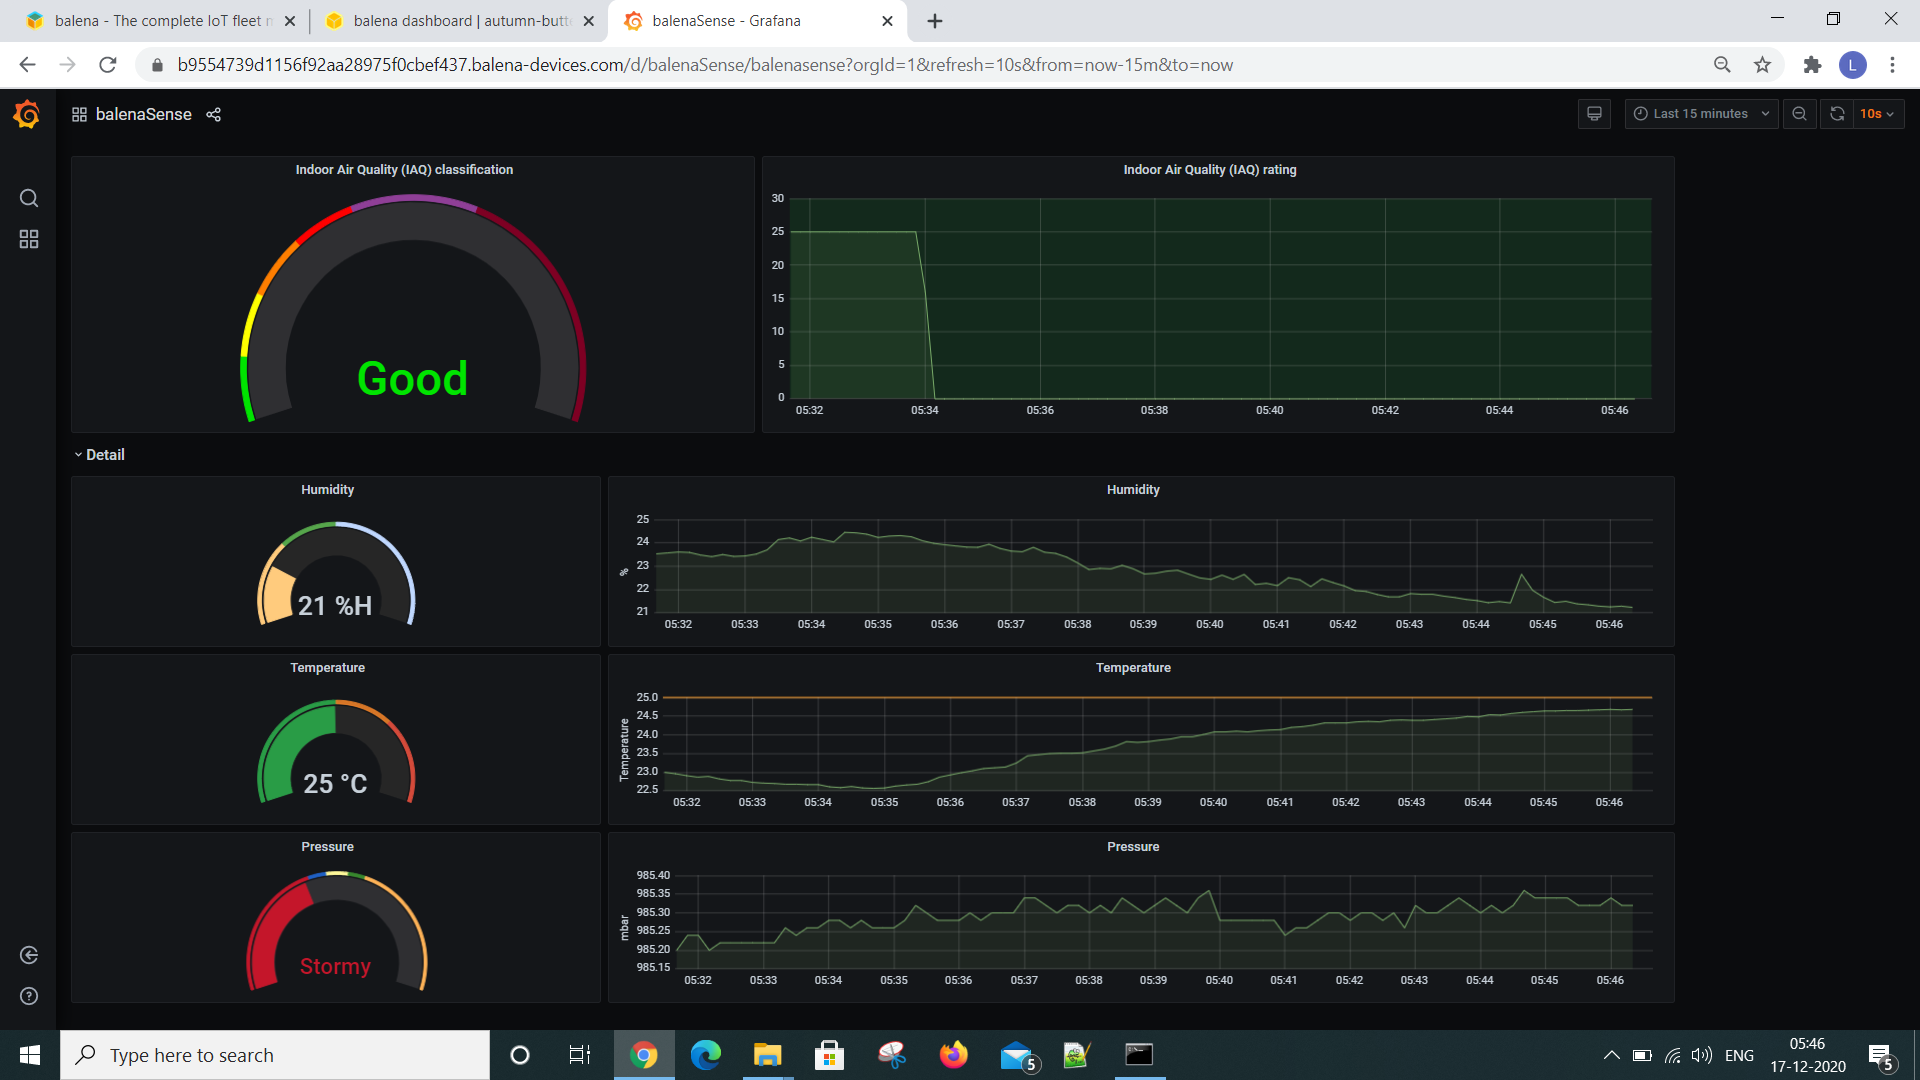 balena - The complete IoT fleet m
balena dashboard | autumn-butt
balenaSense - Grafana
b9554739d1156f92aa28975f0cbef437.balena-devices.com/d/balenaSense/balenasense?orgId=1&refresh=10s&from=now-15m&to=now
L
balenaSense
Last 15 minutes
10s
Indoor Air Quality (IAQ) classification
Good
Indoor Air Quality (IAQ) rating
30
25
20
15
10
5
0
05:32 05:34 05:36 05:38 05:40 05:42 05:44 05:46
Detail
Humidity
21 %H
Humidity
%
25
24
23
22
21
05:32 05:33 05:34 05:35 05:36 05:37 05:38 05:39 05:40 05:41 05:42 05:43 05:44 05:45 05:46
Temperature
25 °C
Temperature
Temperature
25.0
24.5
24.0
23.5
23.0
22.5
05:32 05:33 05:34 05:35 05:36 05:37 05:38 05:39 05:40 05:41 05:42 05:43 05:44 05:45 05:46
Pressure
Stormy
Pressure
mbar
985.40
985.35
985.30
985.25
985.20
985.15
05:32 05:33 05:34 05:35 05:36 05:37 05:38 05:39 05:40 05:41 05:42 05:43 05:44 05:45 05:46
Type here to search
5
ENG
05:46
17-12-2020
5